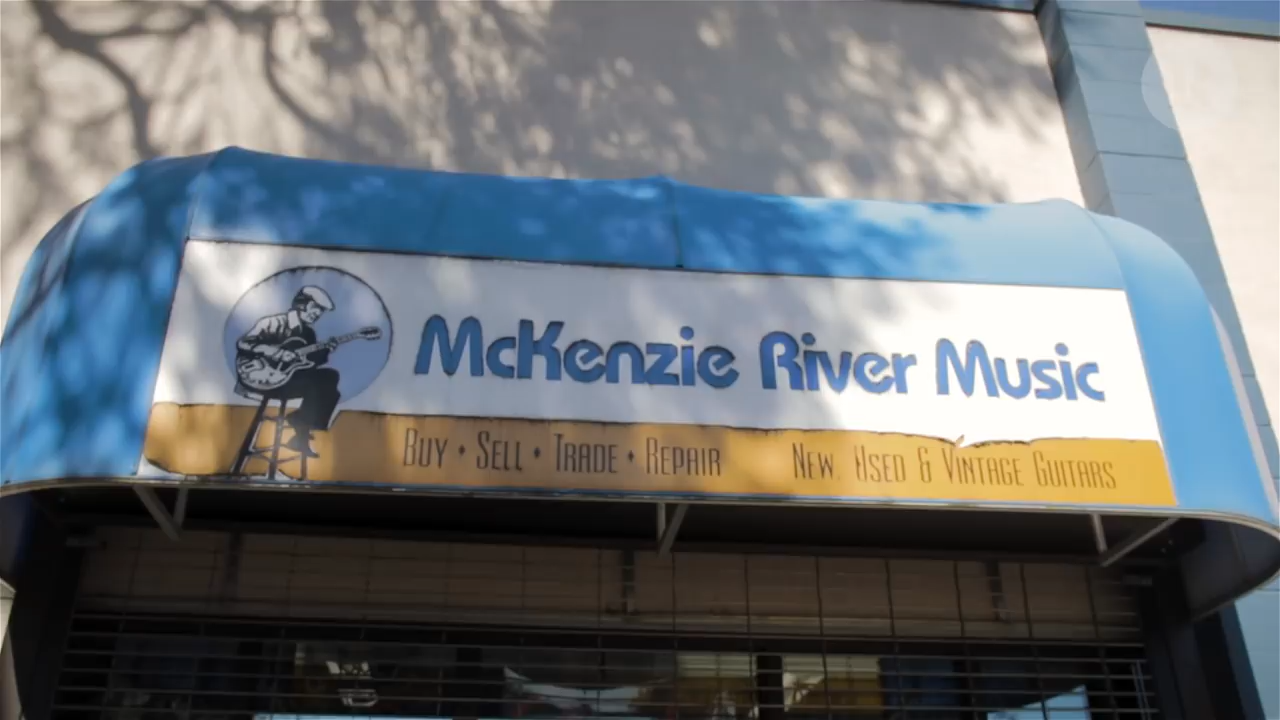 McKenzie River Music
Buy • Sell • Trade • Repair New, Used & Vintage Guitars